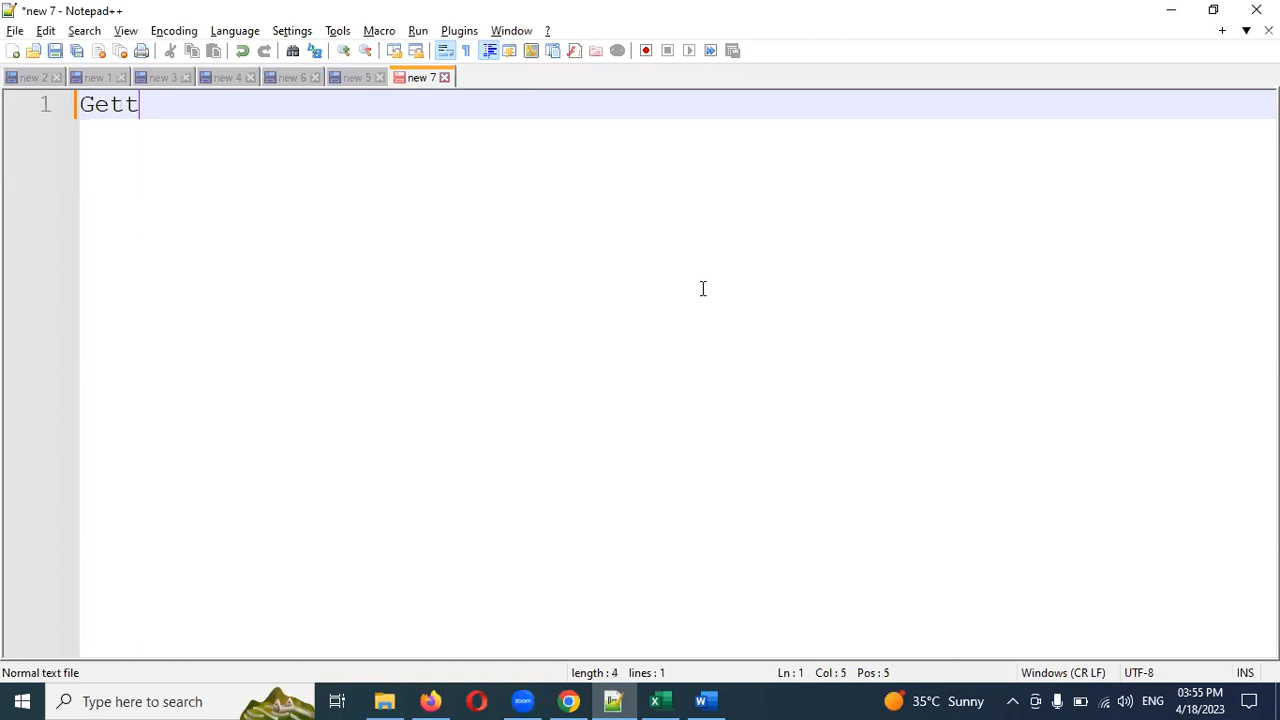 *new 7 - Notepad++
File Edit Search View Encoding Language Settings Tools Macro Run Plugins Window ?
new 2 new 1 new 3 new 4 new 6 new 5 new 7
1 Gett
Normal text file length : 4 lines : 1 Ln : 1 Col : 5 Pos : 5 Windows (CR LF) UTF-8 INS
Type here to search 35°C Sunny ENG 03:55 PM
4/18/2023